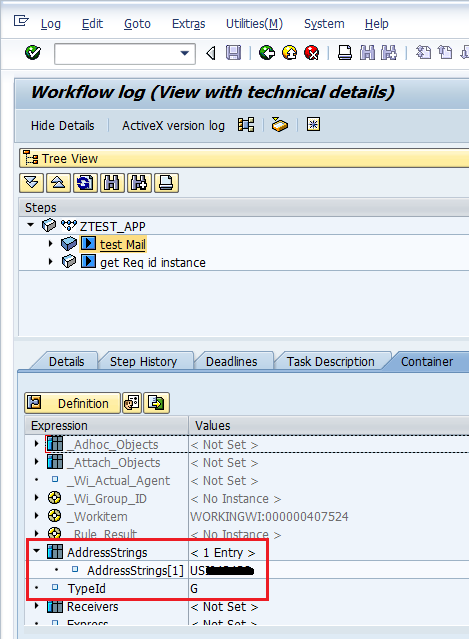 Log Edit Goto Extras Utilities(M) System Help
Workflow log (View with technical details)
Hide Details ActiveX version log
Tree View
Steps
ZTEST_APP
test Mail
get Req id instance
Details Step History Deadlines Task Description Container
Definition
Expression Values
_Adhoc_Objects < Not Set >
_Attach_Objects < Not Set >
_Wi_Actual_Agent < Not Set >
_Wi_Group_ID < No Instance >
_Workitem WORKINGWI:000000407524
_Rule_Result < No Instance >
AddressStrings < 1 Entry >
AddressStrings[1] US
TypeId G
Receivers < Not Set >
Express < Not Set >